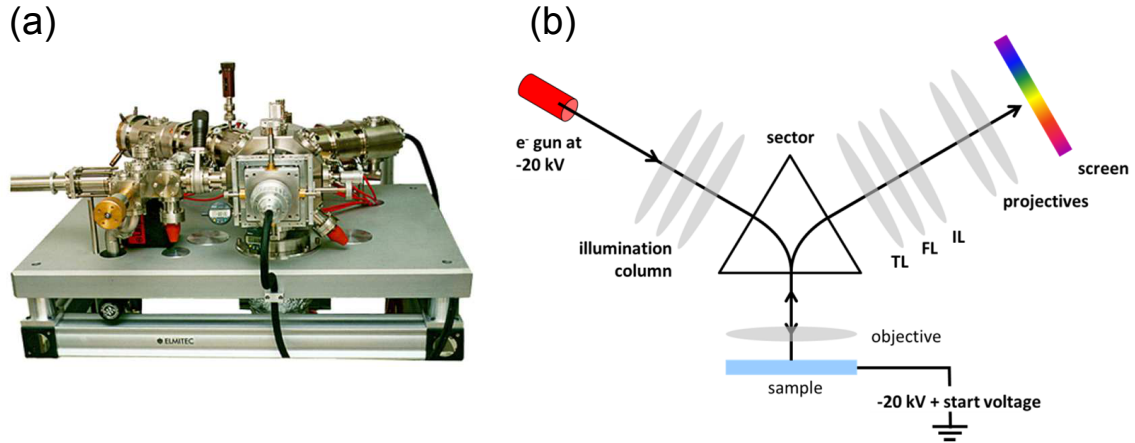 (a)
(b)
ELMITEC
e⁻ gun at
-20 kV
sector
screen
projectives
illumination
column
TL
FL
IL
objective
sample
-20 kV + start voltage